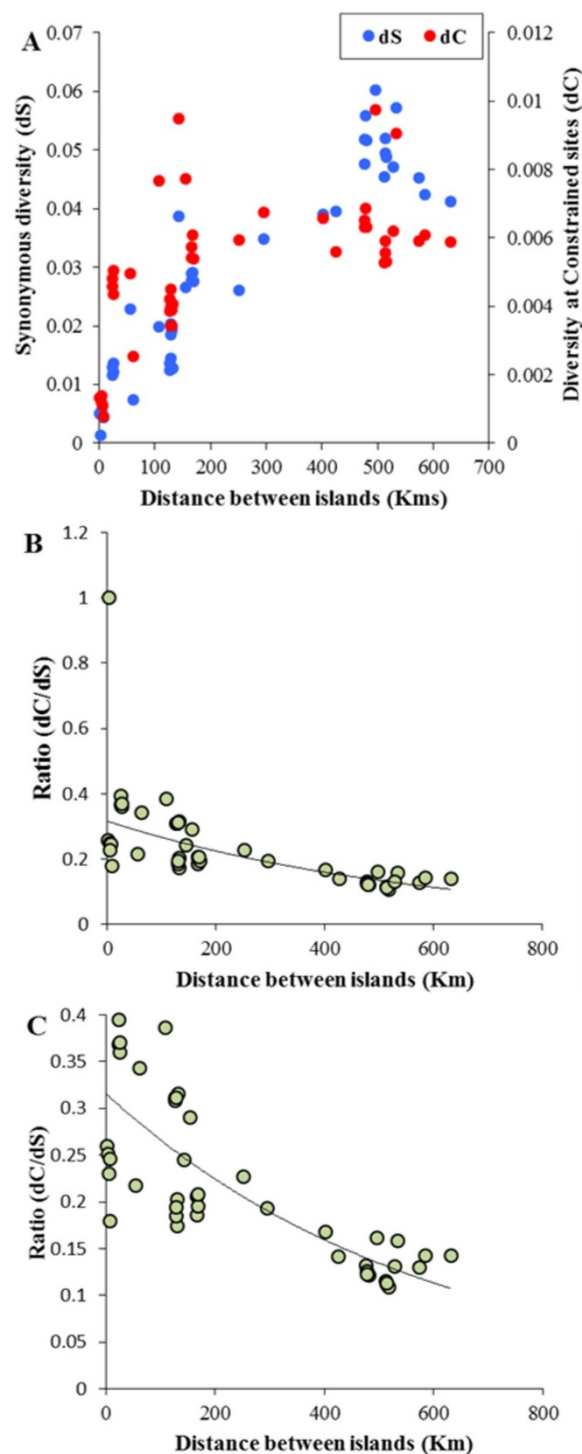 A
dS dC
Synonymous diversity (dS)
0.07
0.06
0.05
0.04
0.03
0.02
0.01
0
0.012
0.01
0.008
0.006
0.004
0.002
0
Diversity at Constrained sites (dC)
0 100 200 300 400 500 600 700
Distance between islands (Kms)
B
Ratio (dC/dS)
1.2
1
0.8
0.6
0.4
0.2
0
0 200 400 600 800
Distance between islands (Km)
C
Ratio (dC/dS)
0.4
0.35
0.3
0.25
0.2
0.15
0.1
0.05
0
0 200 400 600 800
Distance between islands (Km)